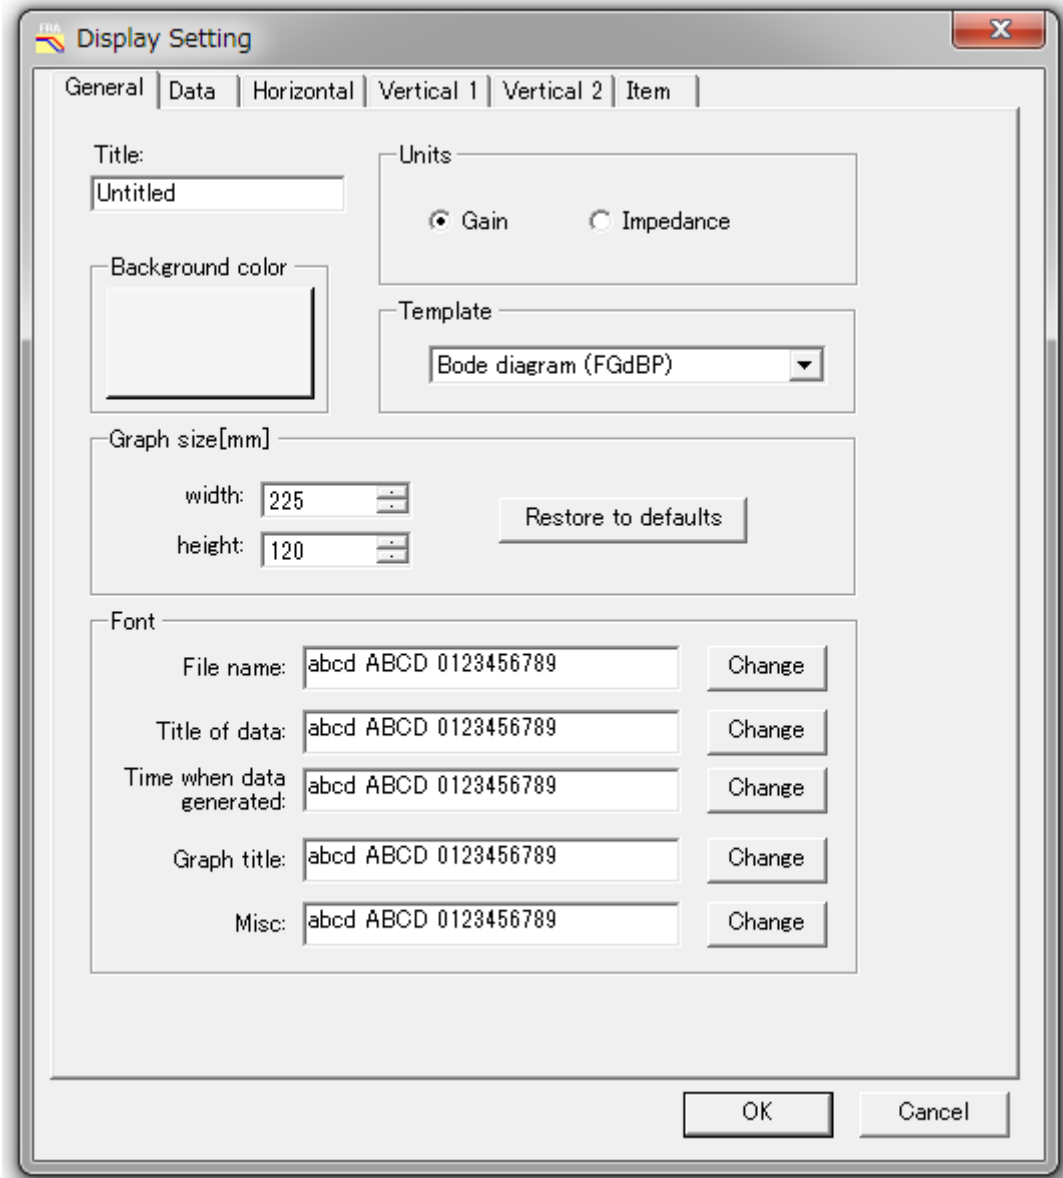 FRA
Display Setting
General Data Horizontal Vertical 1 Vertical 2 Item
Title:
Untitled
Units
Gain Impedance
Background color
Template
Bode diagram (FGdBP)
Graph size[mm]
width: 225
height: 120
Restore to defaults
Font
File name: abcd ABCD 0123456789 Change
Title of data: abcd ABCD 0123456789 Change
Time when data
generated: abcd ABCD 0123456789 Change
Graph title: abcd ABCD 0123456789 Change
Misc: abcd ABCD 0123456789 Change
OK Cancel